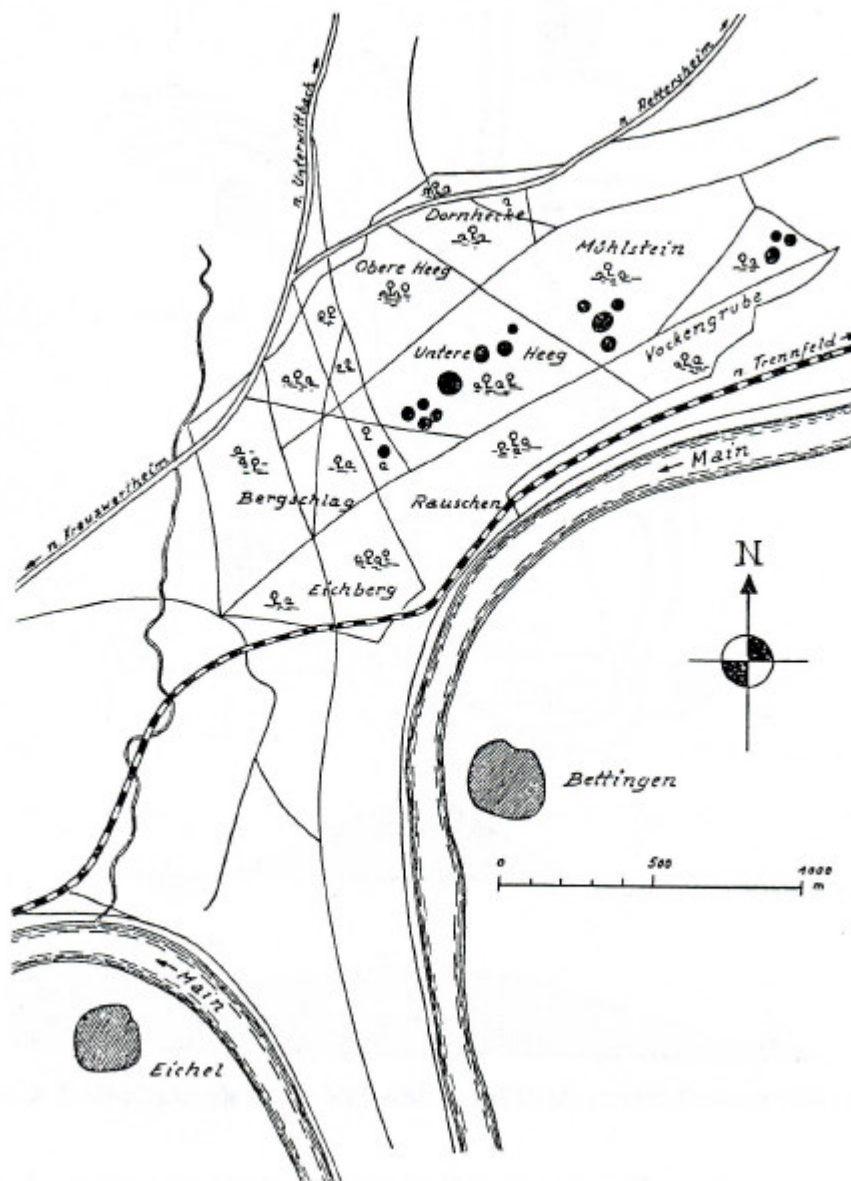 n. Unterwittbach
n. Rettersheim
Dornhecke
Obere Heeg
Mühlstein
Untere Heeg
Vockengrube
n. Trennfeld
← Main
n. Kreuzwertheim
Bergschlag
Rauschen
Eichberg
N
Bettingen
0 500 1000
m
← Main
Eichel